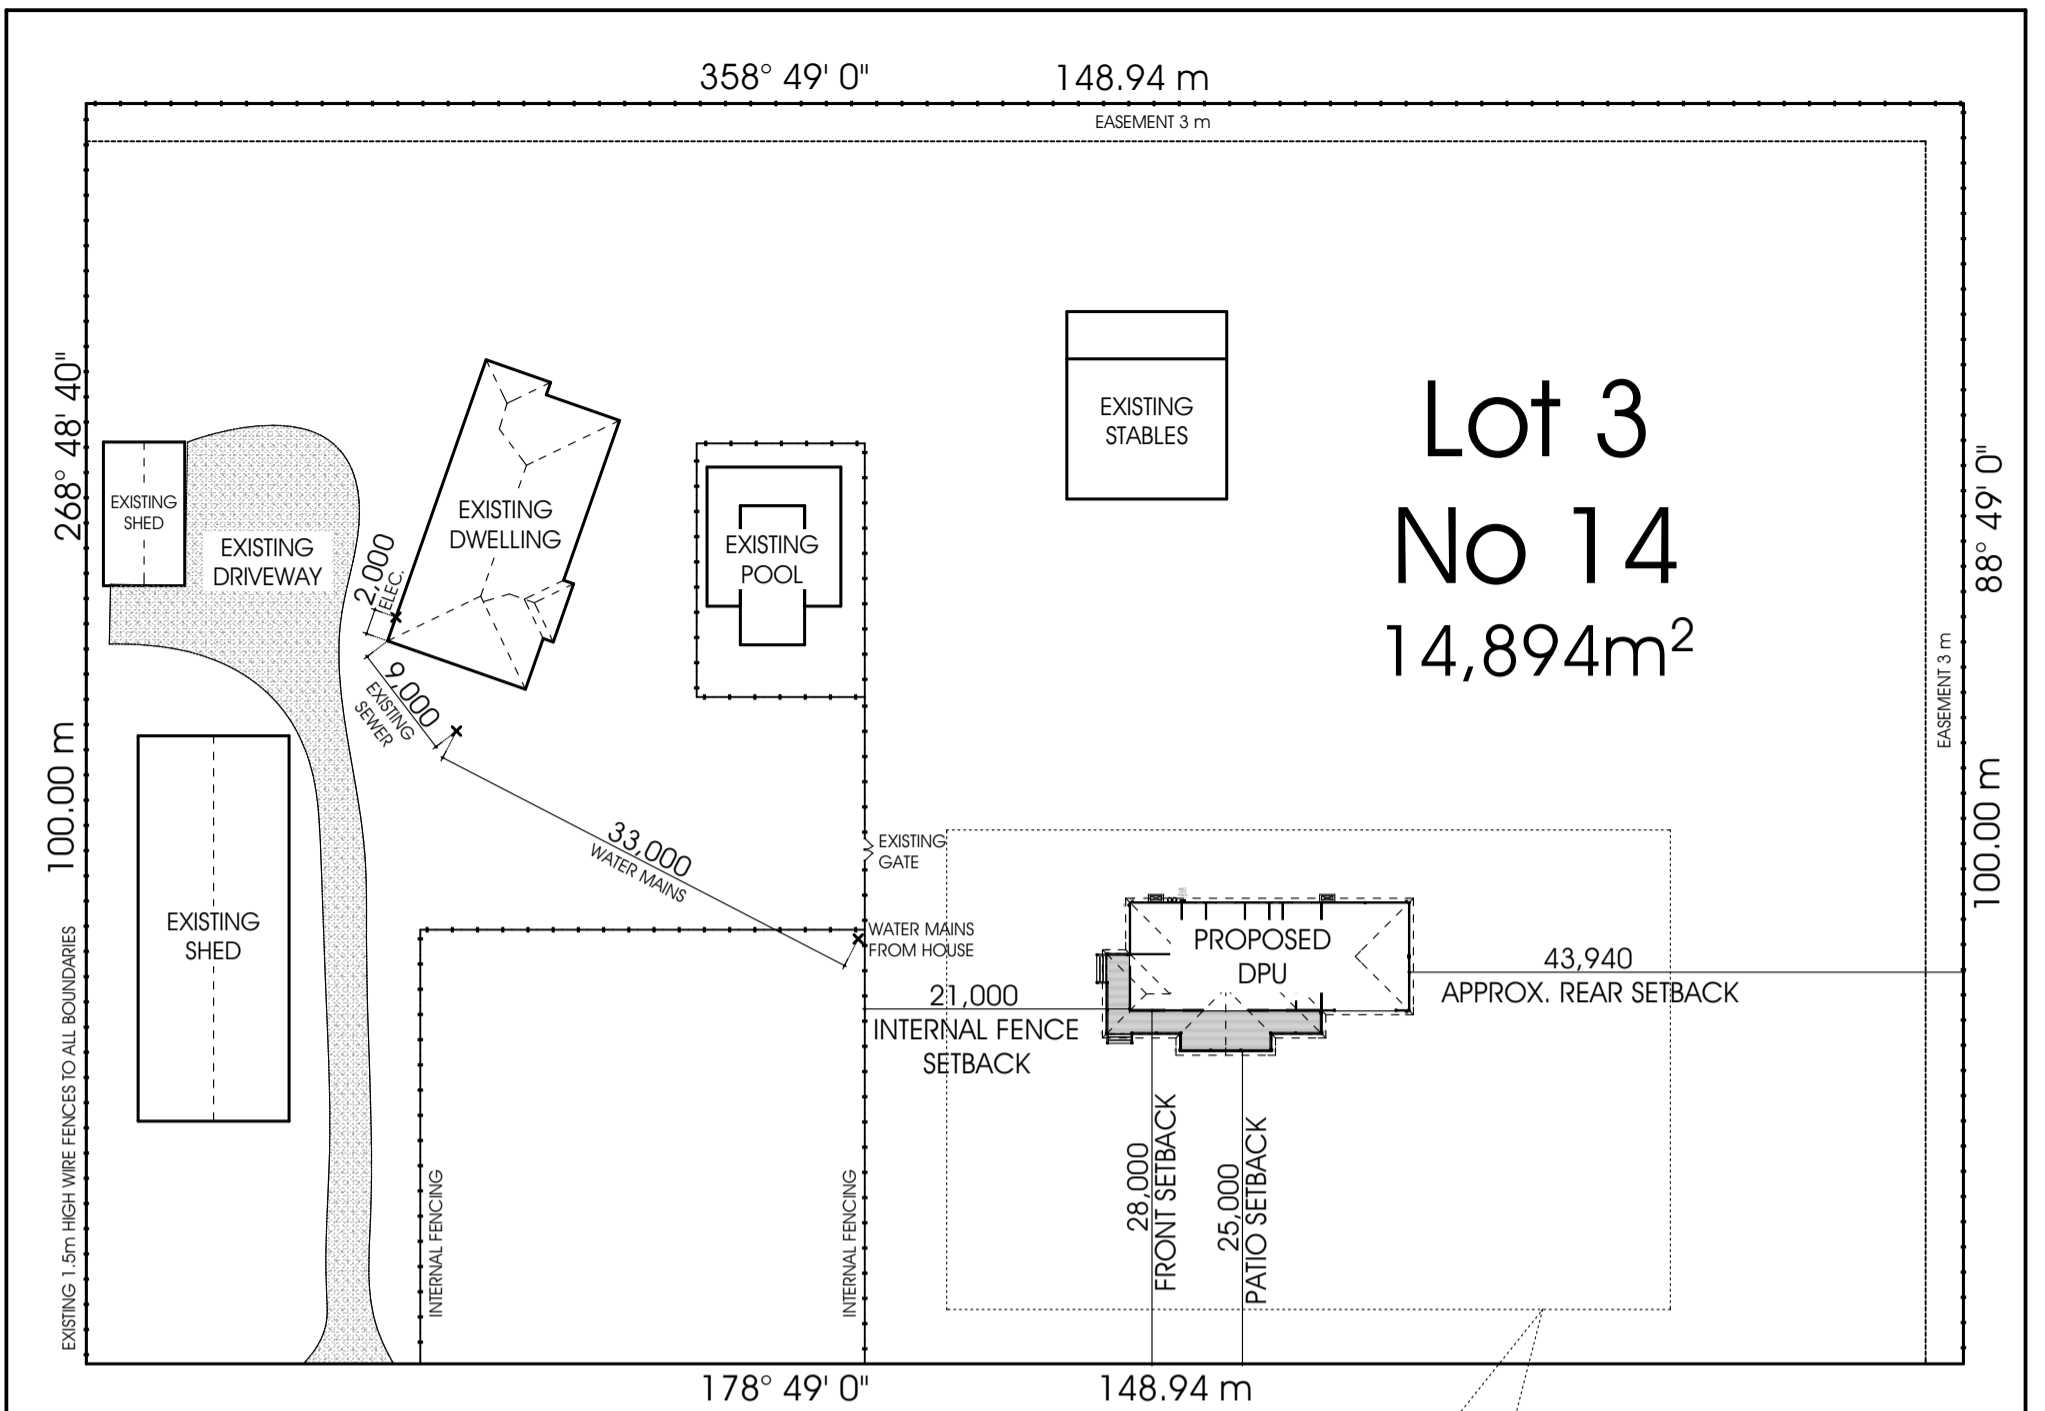 358° 49' 0" 148.94 m
EASEMENT 3 m
268° 48' 40"
100.00 m
EXISTING 1.5m HIGH WIRE FENCES TO ALL BOUNDARIES
EXISTING
SHED
EXISTING
DRIVEWAY
EXISTING
DWELLING
2,000
ELEC.
9,000
EXISTING
SEWER
EXISTING
POOL
EXISTING
STABLES
Lot 3
No 14
14,894m²
88° 49' 0"
100.00 m
EASEMENT 3 m
EXISTING
SHED
33,000
WATER MAINS
EXISTING
GATE
WATER MAINS
FROM HOUSE
PROPOSED
DPU
43,940
APPROX. REAR SETBACK
21,000
INTERNAL FENCE
SETBACK
28,000
FRONT SETBACK
25,000
PATIO SETBACK
INTERNAL FENCING
INTERNAL FENCING
178° 49' 0" 148.94 m